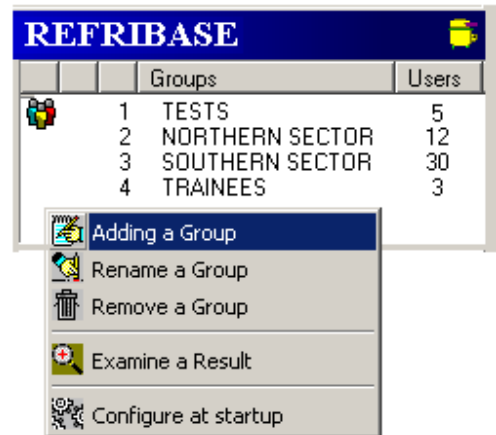 REFRIBASE
Groups Users
1 TESTS 5
2 NORTHERN SECTOR 12
3 SOUTHERN SECTOR 30
4 TRAINEES 3
Adding a Group
Rename a Group
Remove a Group
Examine a Result
Configure at startup